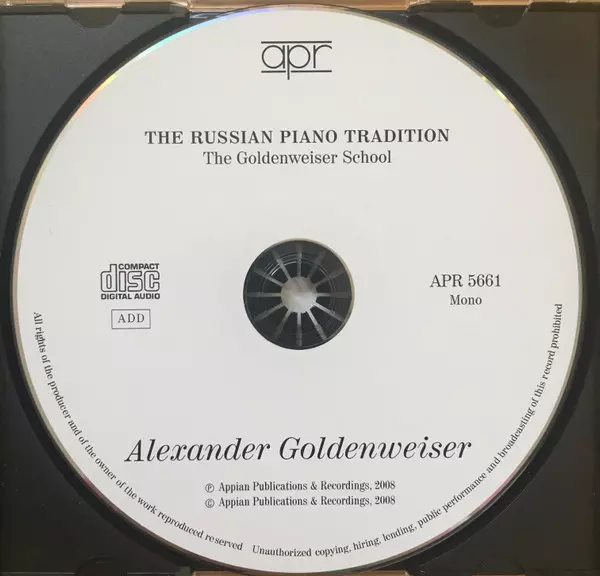 apr
THE RUSSIAN PIANO TRADITION
The Goldenweiser School
COMPACT
disc
DIGITAL AUDIO
ADD
APR 5661
Mono
Alexander Goldenweiser
℗ Appian Publications & Recordings, 2008
© Appian Publications & Recordings, 2008
All rights of the producer and of the owner of the work reproduced reserved Unauthorized copying, hiring, lending, public performance and broadcasting of this record prohibited